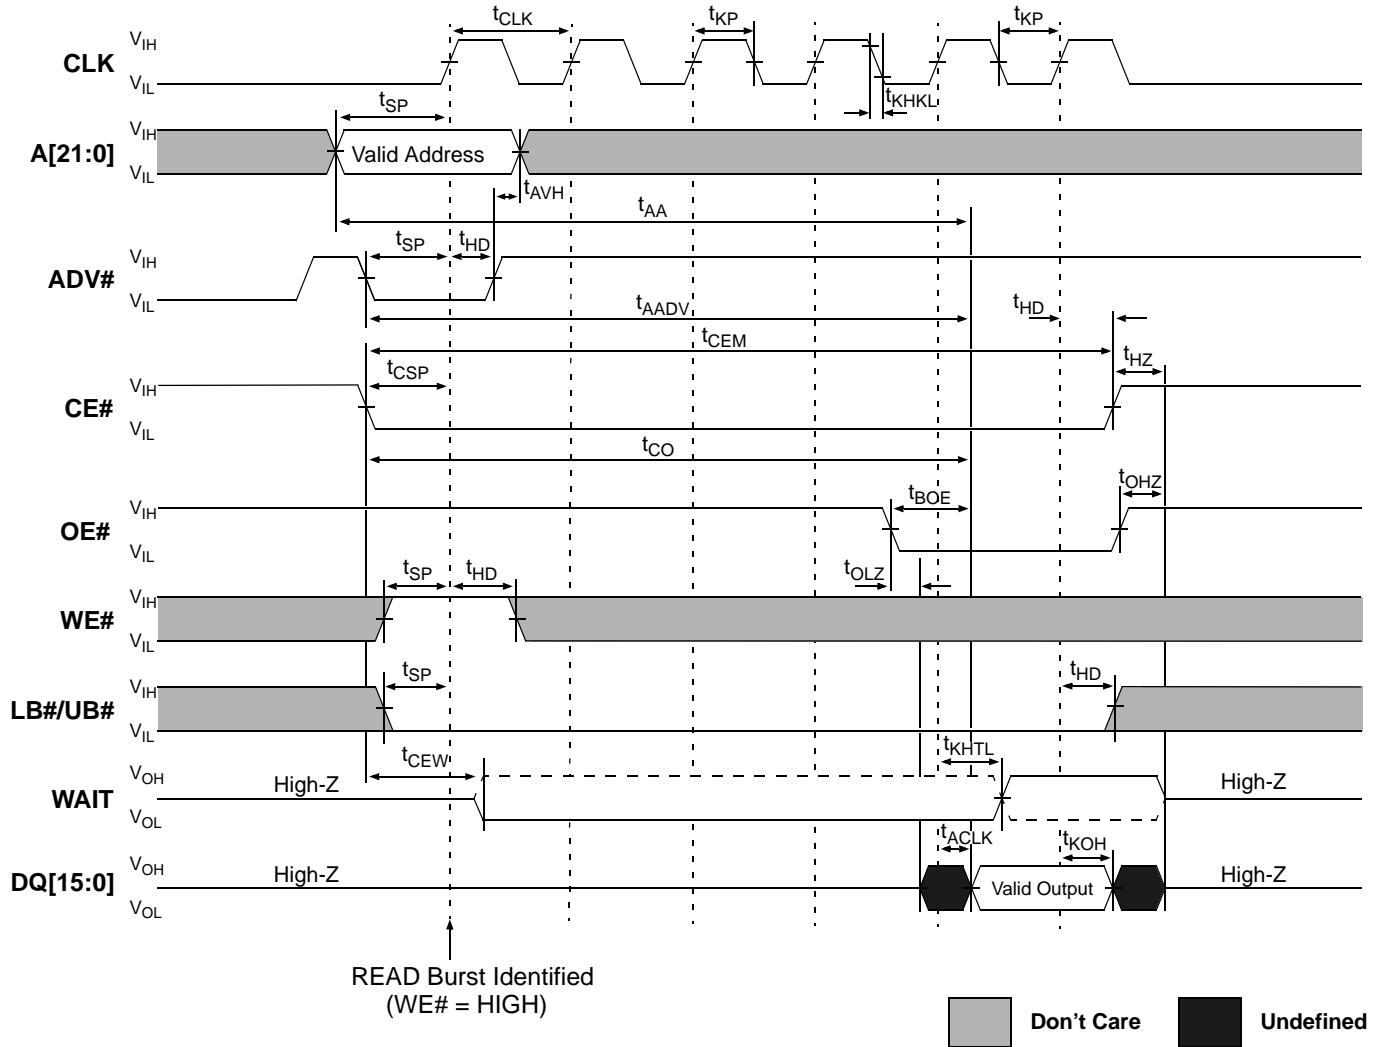 tCLK tKP tKP
CLK VIH
VIL
tKHKL
tSP
A[21:0] VIH
VIL
Valid Address
tAVH
tAA
tSP tHD
ADV# VIH
VIL
tAADV tHD
tCEM
tCSP tHZ
CE# VIH
VIL
tCO
tBOE tOHZ
OE# VIH
VIL
tOLZ
tSP tHD
WE# VIH
VIL
tSP tHD
LB#/UB# VIH
VIL
tCEW tKHTL
WAIT VOH
VOL
High-Z High-Z
tACLK tKOH
DQ[15:0] VOH
VOL
High-Z Valid Output High-Z
READ Burst Identified
(WE# = HIGH)
Don't Care Undefined